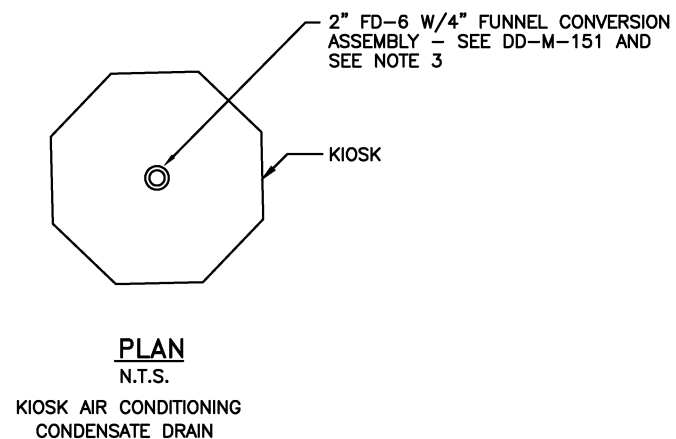 2" FD-6 W/4" FUNNEL CONVERSION
ASSEMBLY - SEE DD-M-151 AND
SEE NOTE 3
KIOSK
PLAN
N.T.S.
KIOSK AIR CONDITIONING
CONDENSATE DRAIN